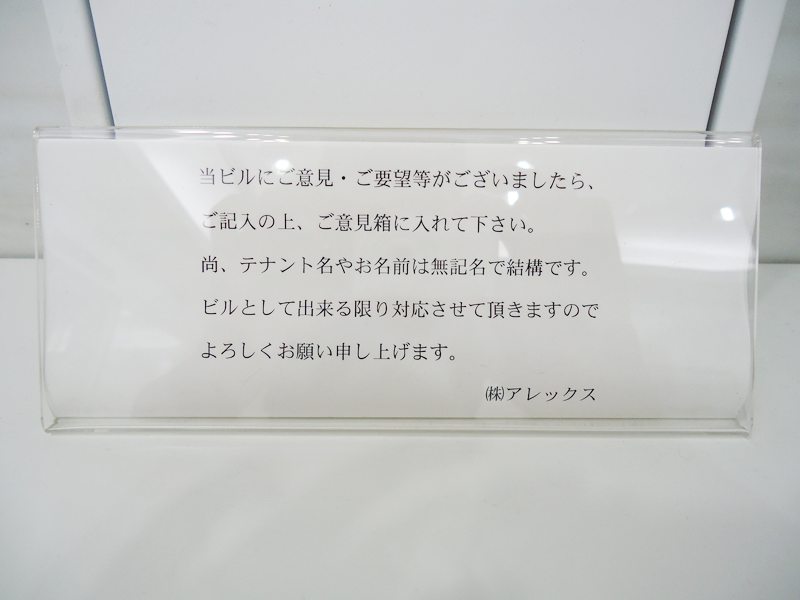 当ビルにご意見・ご要望等がございましたら、
ご記入の上、ご意見箱に入れて下さい。
尚、テナント名やお名前は無記名で結構です。
ビルとして出来る限り対応させて頂きますので
よろしくお願い申し上げます。
㈱アレックス